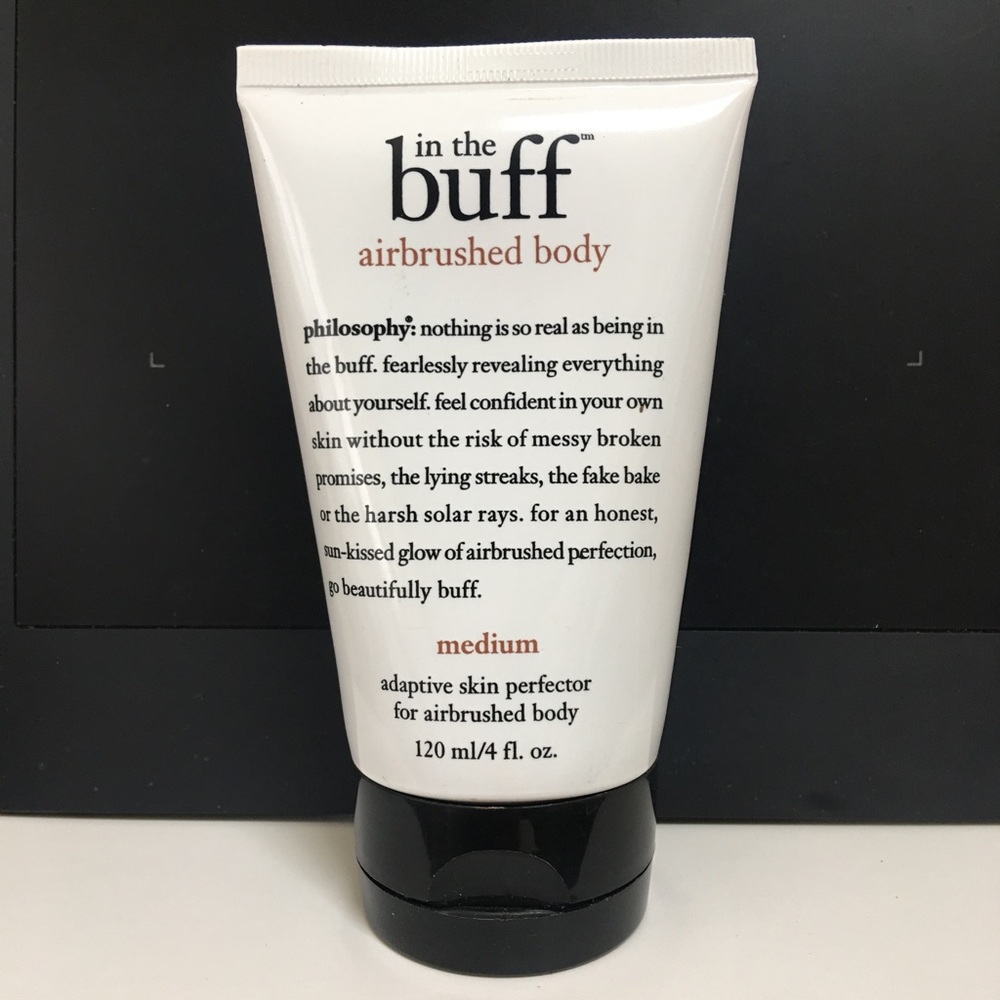 in the
buff™
airbrushed body
philosophy®: nothing is so real as being in
the buff. fearlessly revealing everything
about yourself. feel confident in your own
skin without the risk of messy broken
promises, the lying streaks, the fake bake
or the harsh solar rays. for an honest,
sun-kissed glow of airbrushed perfection,
go beautifully buff.
medium
adaptive skin perfector
for airbrushed body
120 ml/4 fl. oz.